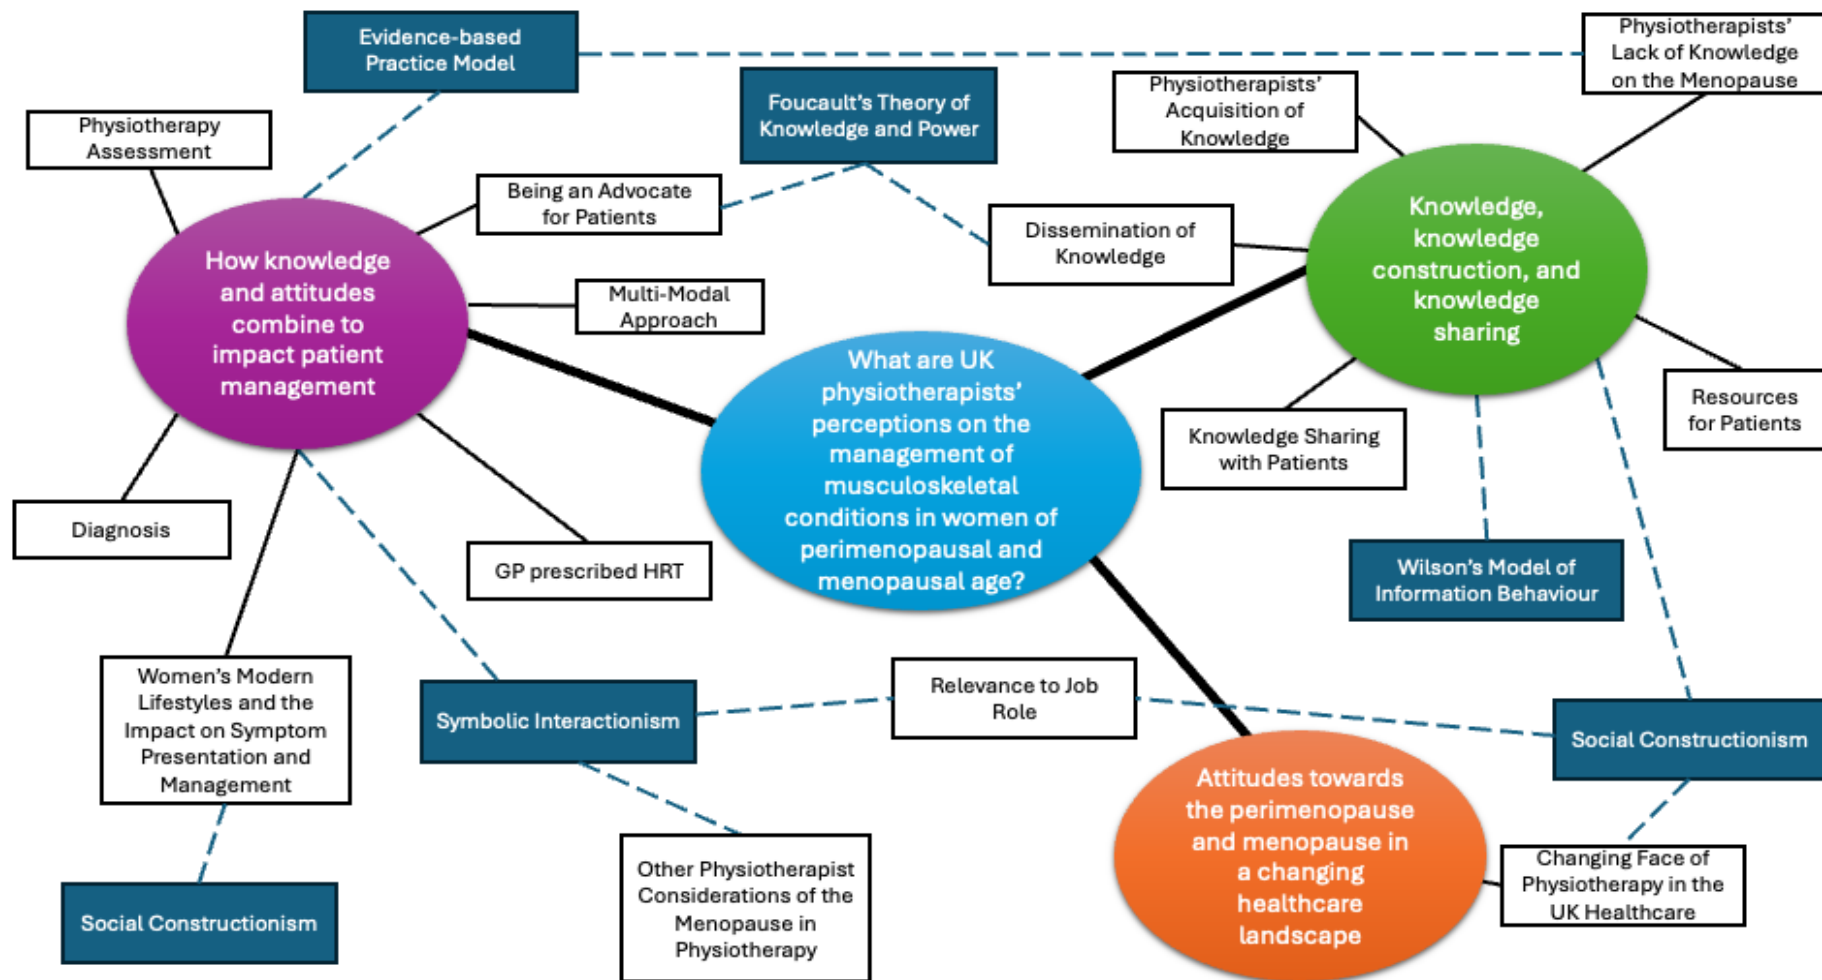 Evidence-based
Practice Model
Physiotherapists'
Lack of Knowledge
on the Menopause
Foucault's Theory of
Knowledge and Power
Physiotherapists'
Acquisition of
Knowledge
Physiotherapy
Assessment
Being an Advocate
for Patients
Dissemination of
Knowledge
Knowledge,
knowledge
construction, and
knowledge
sharing
How knowledge
and attitudes
combine to
impact patient
management
Multi-Modal
Approach
What are UK
physiotherapists'
perceptions on the
management of
musculoskeletal
conditions in women of
perimenopausal and
menopausal age?
Resources
for Patients
Knowledge Sharing
with Patients
Diagnosis
GP prescribed HRT
Wilson's Model of
Information Behaviour
Women's Modern
Lifestyles and the
Impact on Symptom
Presentation and
Management
Symbolic Interactionism
Relevance to Job
Role
Social Constructionism
Attitudes towards
the perimenopause
and menopause in
a changing
healthcare
landscape
Other Physiotherapist
Considerations of the
Menopause in
Physiotherapy
Changing Face of
Physiotherapy in the
UK Healthcare
Social Constructionism